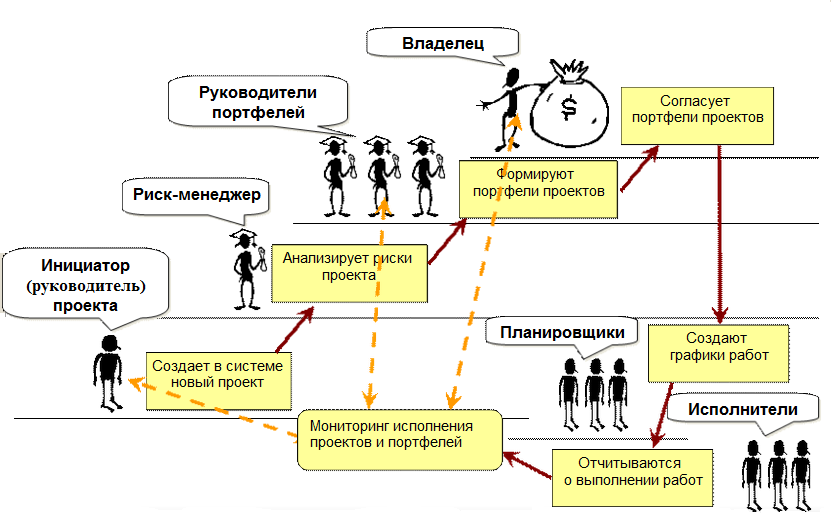 Владелец
Согласует
портфели проектов
Руководители
портфелей
Формируют
портфели проектов
Риск-менеджер
Анализирует риски
проекта
Инициатор
(руководитель)
проекта
Создает в системе
новый проект
Планировщики
Создают
графики работ
Исполнители
Мониторинг исполнения
проектов и портфелей
Отчитываются
о выполнении работ
$